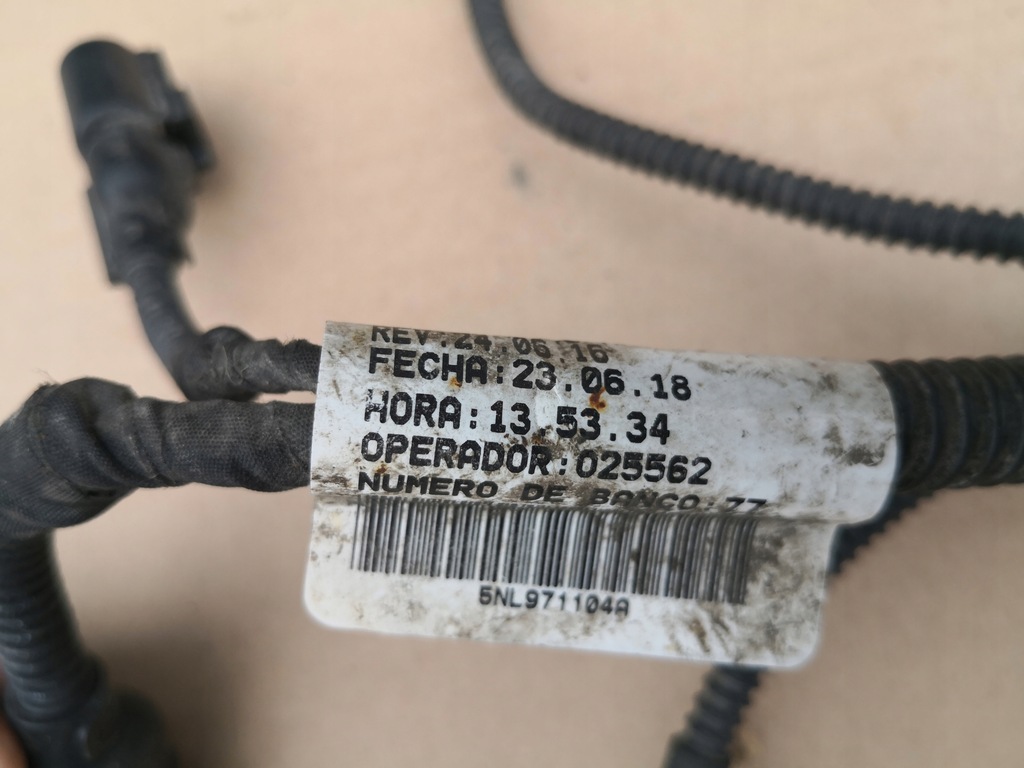 REV:24.06.16
FECHA:23.06.18
HORA:13.53.34
OPERADOR:025562
NUMERO DE BANCO:77
5NL971104A